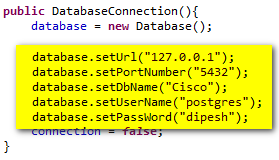 public DatabaseConnection(){
database = new Database();
database.setUrl("127.0.0.1");
database.setPortNumber("5432");
database.setDbName("Cisco");
database.setUserName("postgres");
database.setPassWord("dipesh");
connection = false;
}